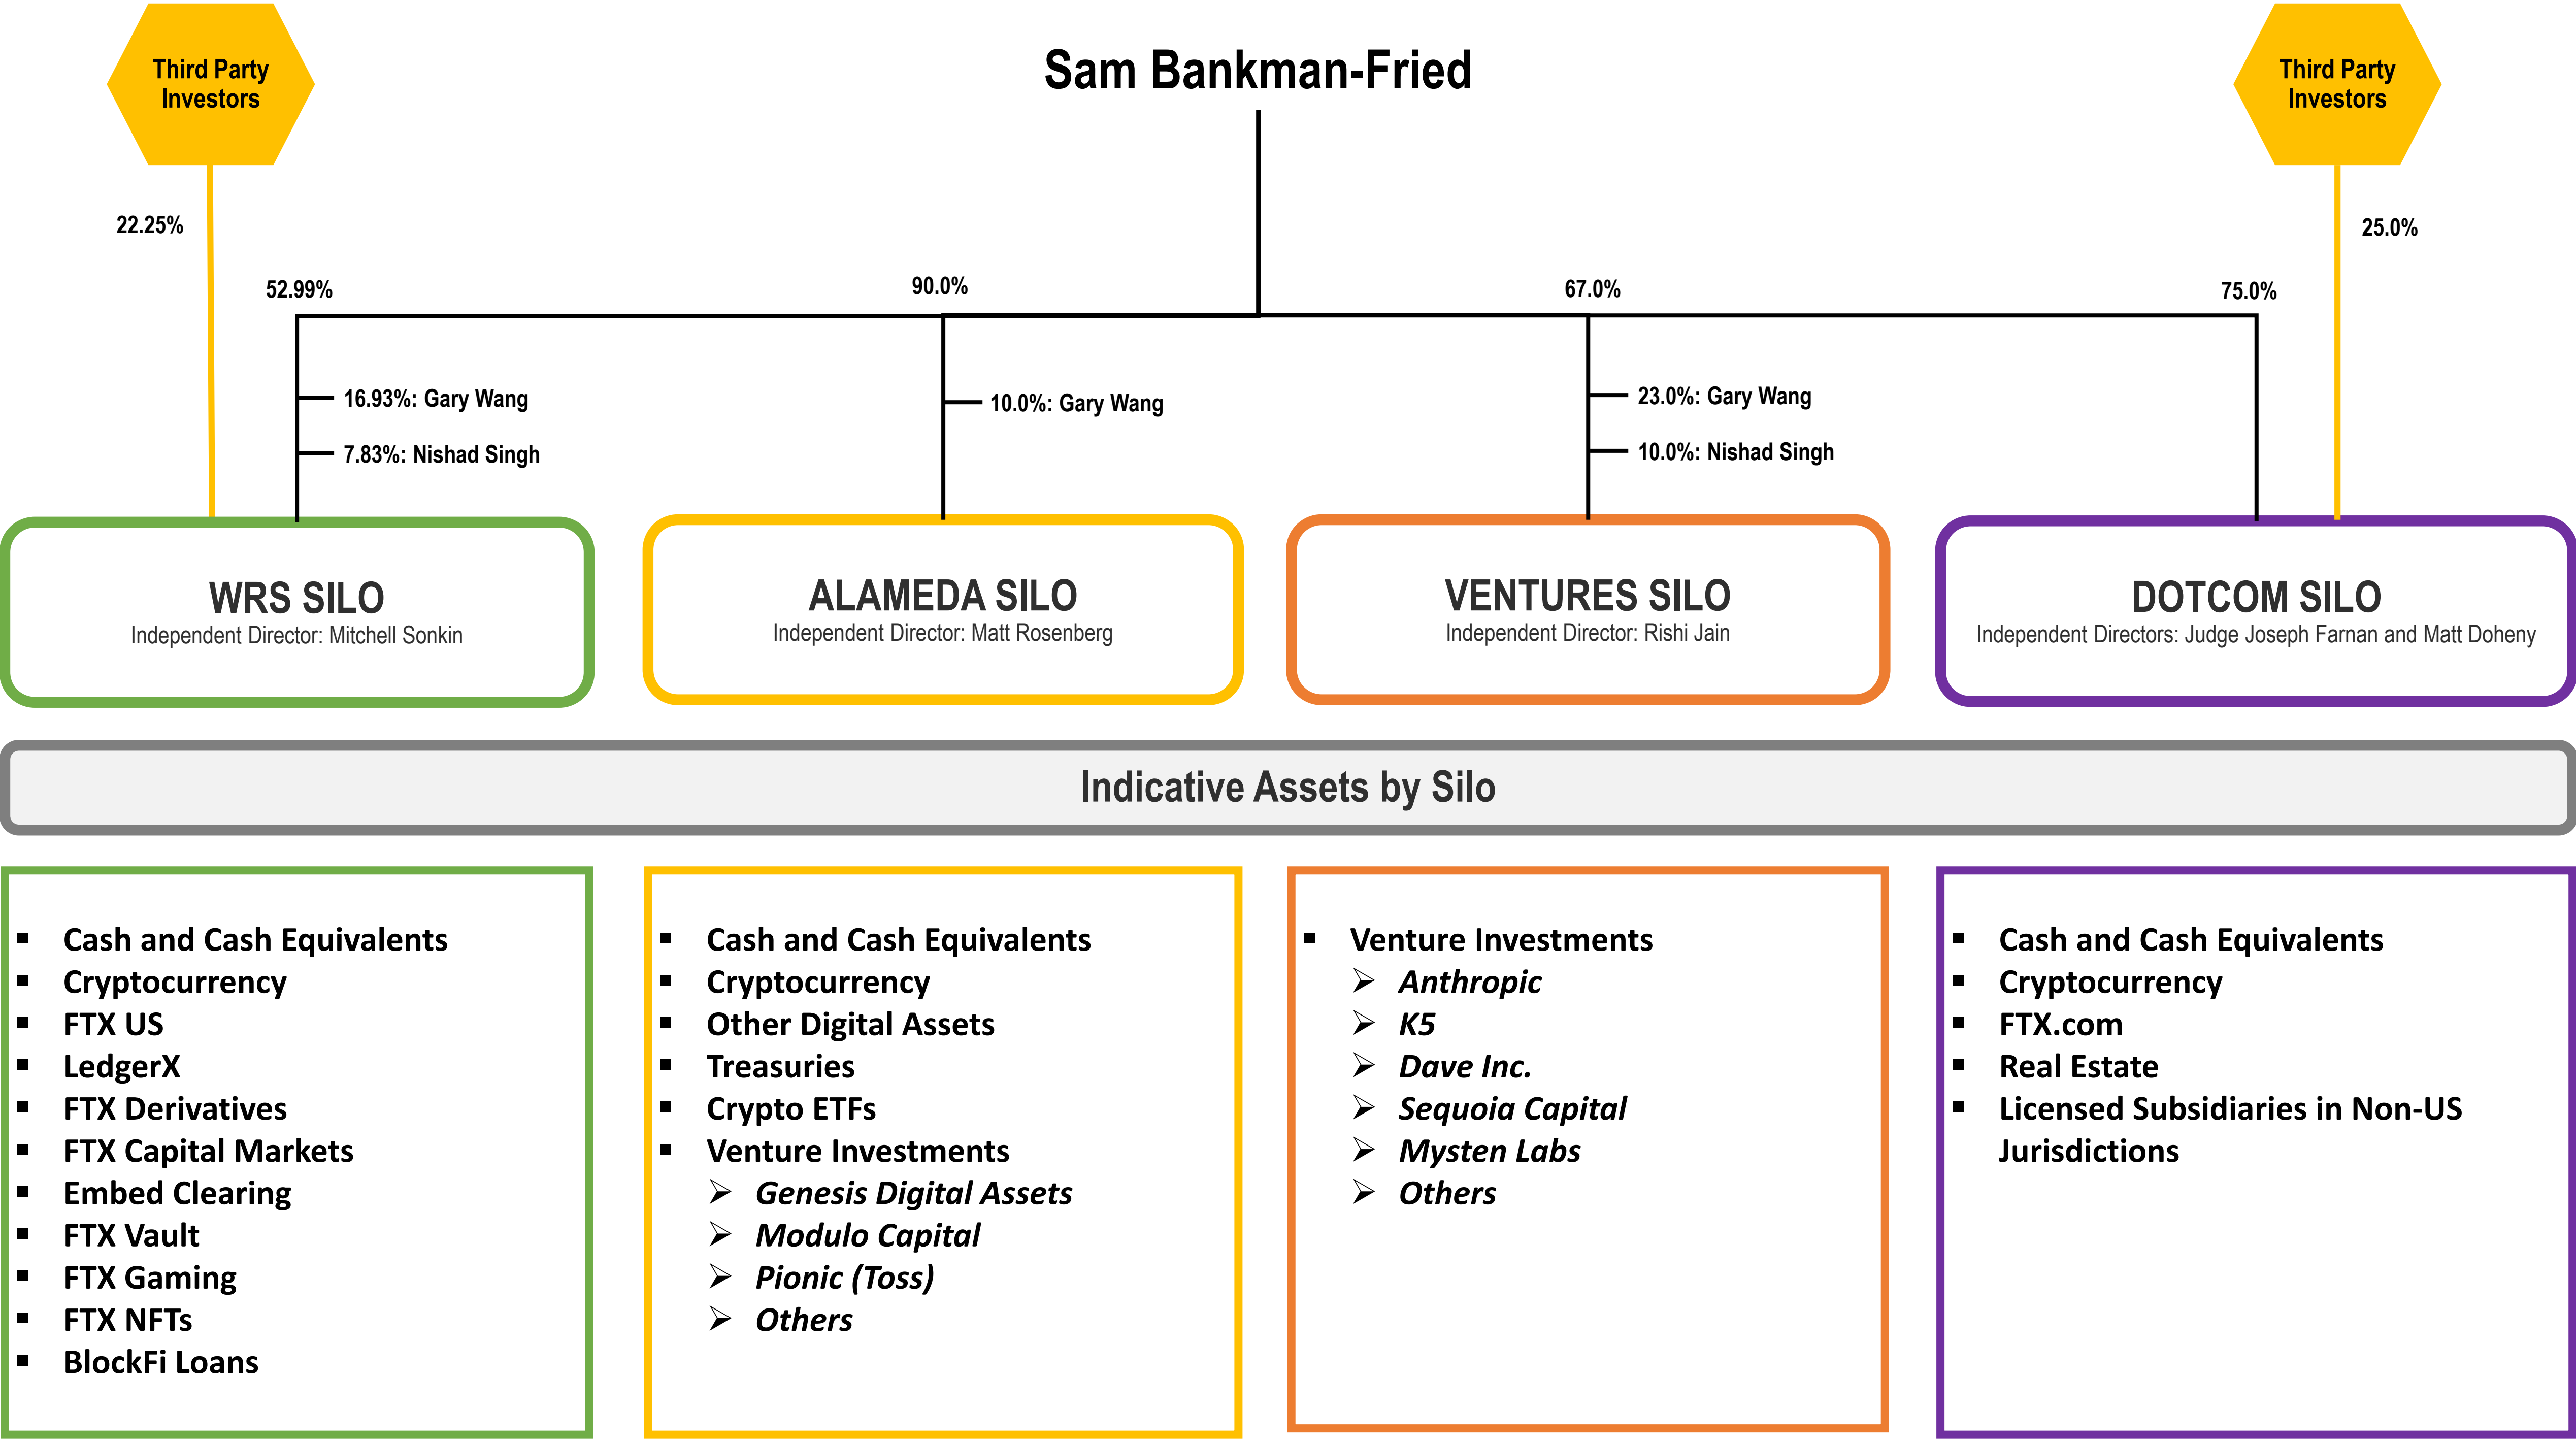 Third Party
Investors
Sam Bankman-Fried
Third Party
Investors
22.25%
25.0%
52.99%
90.0%
67.0%
75.0%
16.93%: Gary Wang
7.83%: Nishad Singh
10.0%: Gary Wang
23.0%: Gary Wang
10.0%: Nishad Singh
WRS SILO
Independent Director: Mitchell Sonkin
ALAMEDA SILO
Independent Director: Matt Rosenberg
VENTURES SILO
Independent Director: Rishi Jain
DOTCOM SILO
Independent Directors: Judge Joseph Farnan and Matt Doheny
Indicative Assets by Silo
Cash and Cash Equivalents
Cryptocurrency
FTX US
LedgerX
FTX Derivatives
FTX Capital Markets
Embed Clearing
FTX Vault
FTX Gaming
FTX NFTs
BlockFi Loans
Cash and Cash Equivalents
Cryptocurrency
Other Digital Assets
Treasuries
Crypto ETFs
Venture Investments
Genesis Digital Assets
Modulo Capital
Pionic (Toss)
Others
Venture Investments
Anthropic
K5
Dave Inc.
Sequoia Capital
Mysten Labs
Others
Cash and Cash Equivalents
Cryptocurrency
FTX.com
Real Estate
Licensed Subsidiaries in Non-US
Jurisdictions